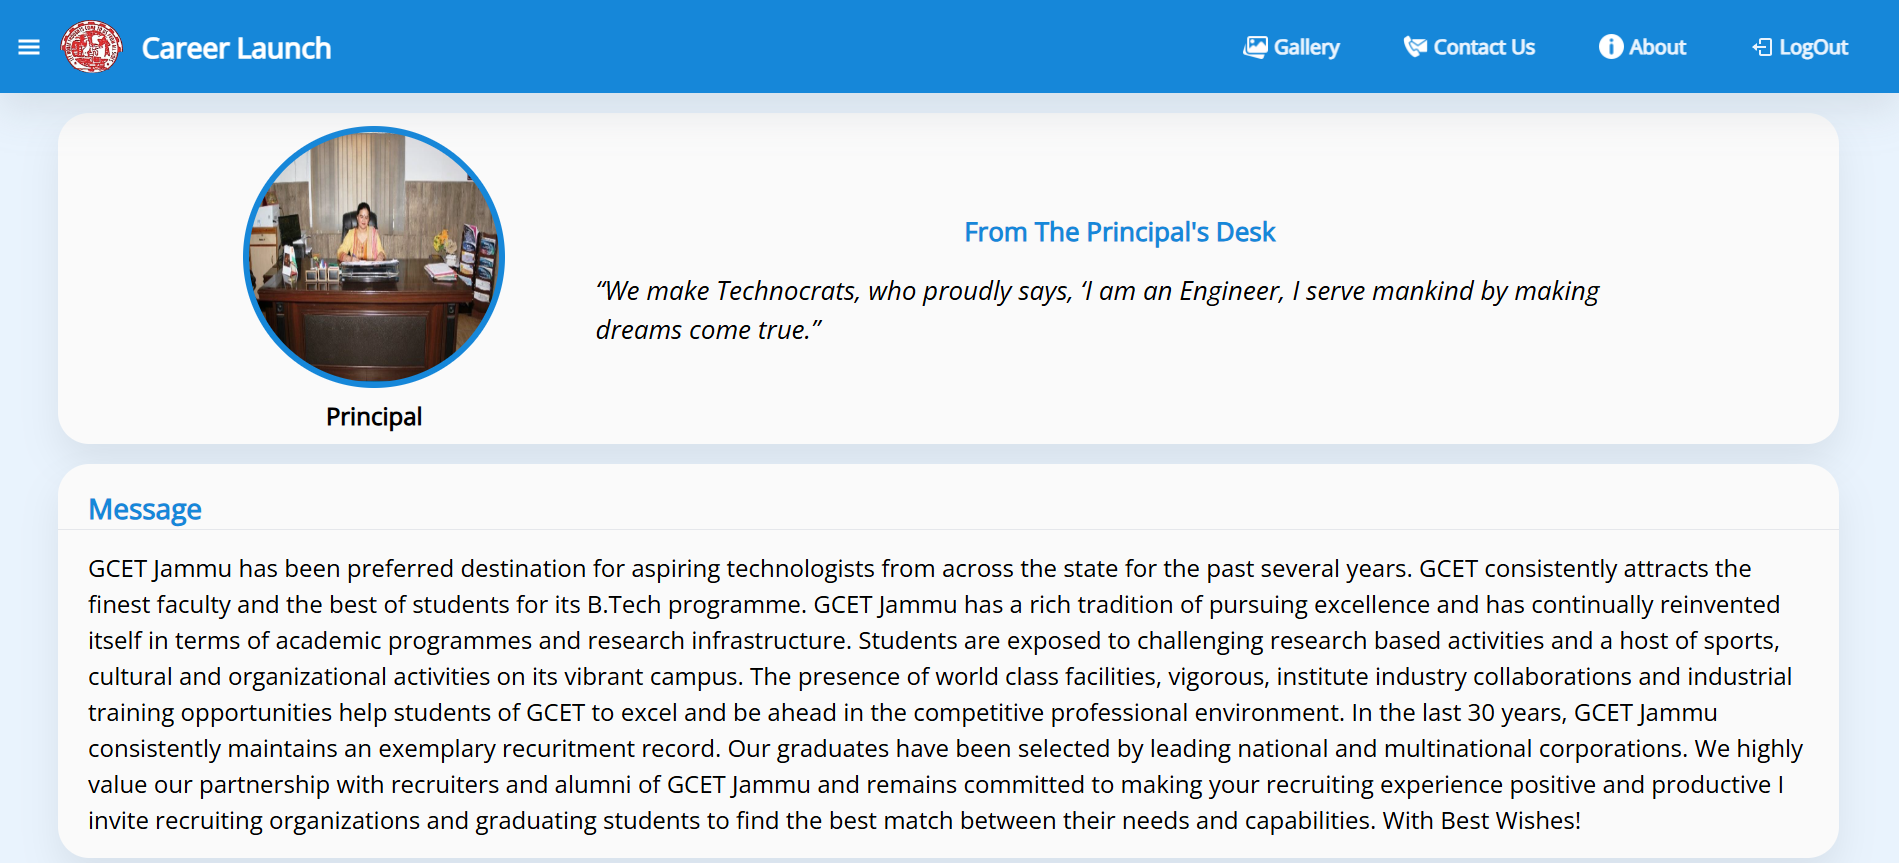 Career Launch
Gallery
Contact Us
About
LogOut
From The Principal's Desk
“We make Technocrats, who proudly says, ‘I am an Engineer, I serve mankind by making
dreams come true.”
Principal
Message
GCET Jammu has been preferred destination for aspiring technologists from across the state for the past several years. GCET consistently attracts the
finest faculty and the best of students for its B.Tech programme. GCET Jammu has a rich tradition of pursuing excellence and has continually reinvented
itself in terms of academic programmes and research infrastructure. Students are exposed to challenging research based activities and a host of sports,
cultural and organizational activities on its vibrant campus. The presence of world class facilities, vigorous, institute industry collaborations and industrial
training opportunities help students of GCET to excel and be ahead in the competitive professional environment. In the last 30 years, GCET Jammu
consistently maintains an exemplary recuritment record. Our graduates have been selected by leading national and multinational corporations. We highly
value our partnership with recruiters and alumni of GCET Jammu and remains committed to making your recruiting experience positive and productive I
invite recruiting organizations and graduating students to find the best match between their needs and capabilities. With Best Wishes!